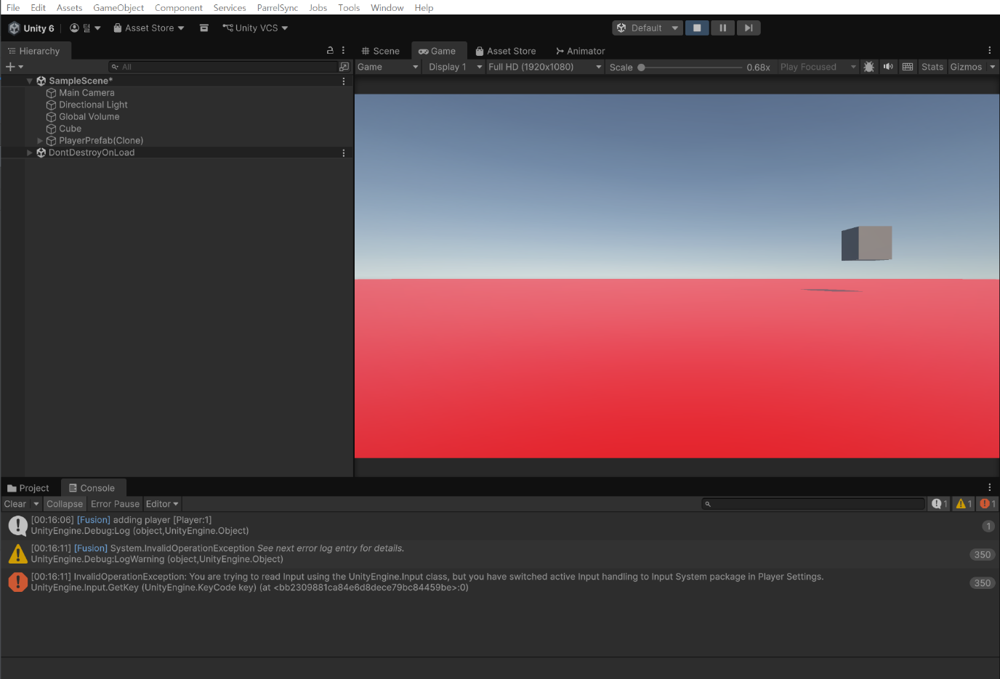 File Edit Assets GameObject Component Services ParrelSync Jobs Tools Window Help
Unity 6 털 Asset Store Unity VCS Default
Hierarchy
Scene Game Asset Store Animator
All
Game Display 1 Full HD (1920x1080) Scale 0.68x Play Focused Stats Gizmos
SampleScene*
Main Camera
Directional Light
Global Volume
Cube
PlayerPrefab(Clone)
DontDestroyOnLoad
Project Console
Clear Collapse Error Pause Editor 1 1 1
[00:16:06] [Fusion] adding player [Player:1]
UnityEngine.Debug:Log (object,UnityEngine.Object)
1
[00:16:11] [Fusion] System.InvalidOperationException See next error log entry for details.
UnityEngine.Debug:LogWarning (object,UnityEngine.Object)
350
[00:16:11] InvalidOperationException: You are trying to read Input using the UnityEngine.Input class, but you have switched active Input handling to Input System package in Player Settings.
UnityEngine.Input.GetKey (UnityEngine.KeyCode key) (at <bb2309881ca84e6d8dece79bc84459be>:0)
350